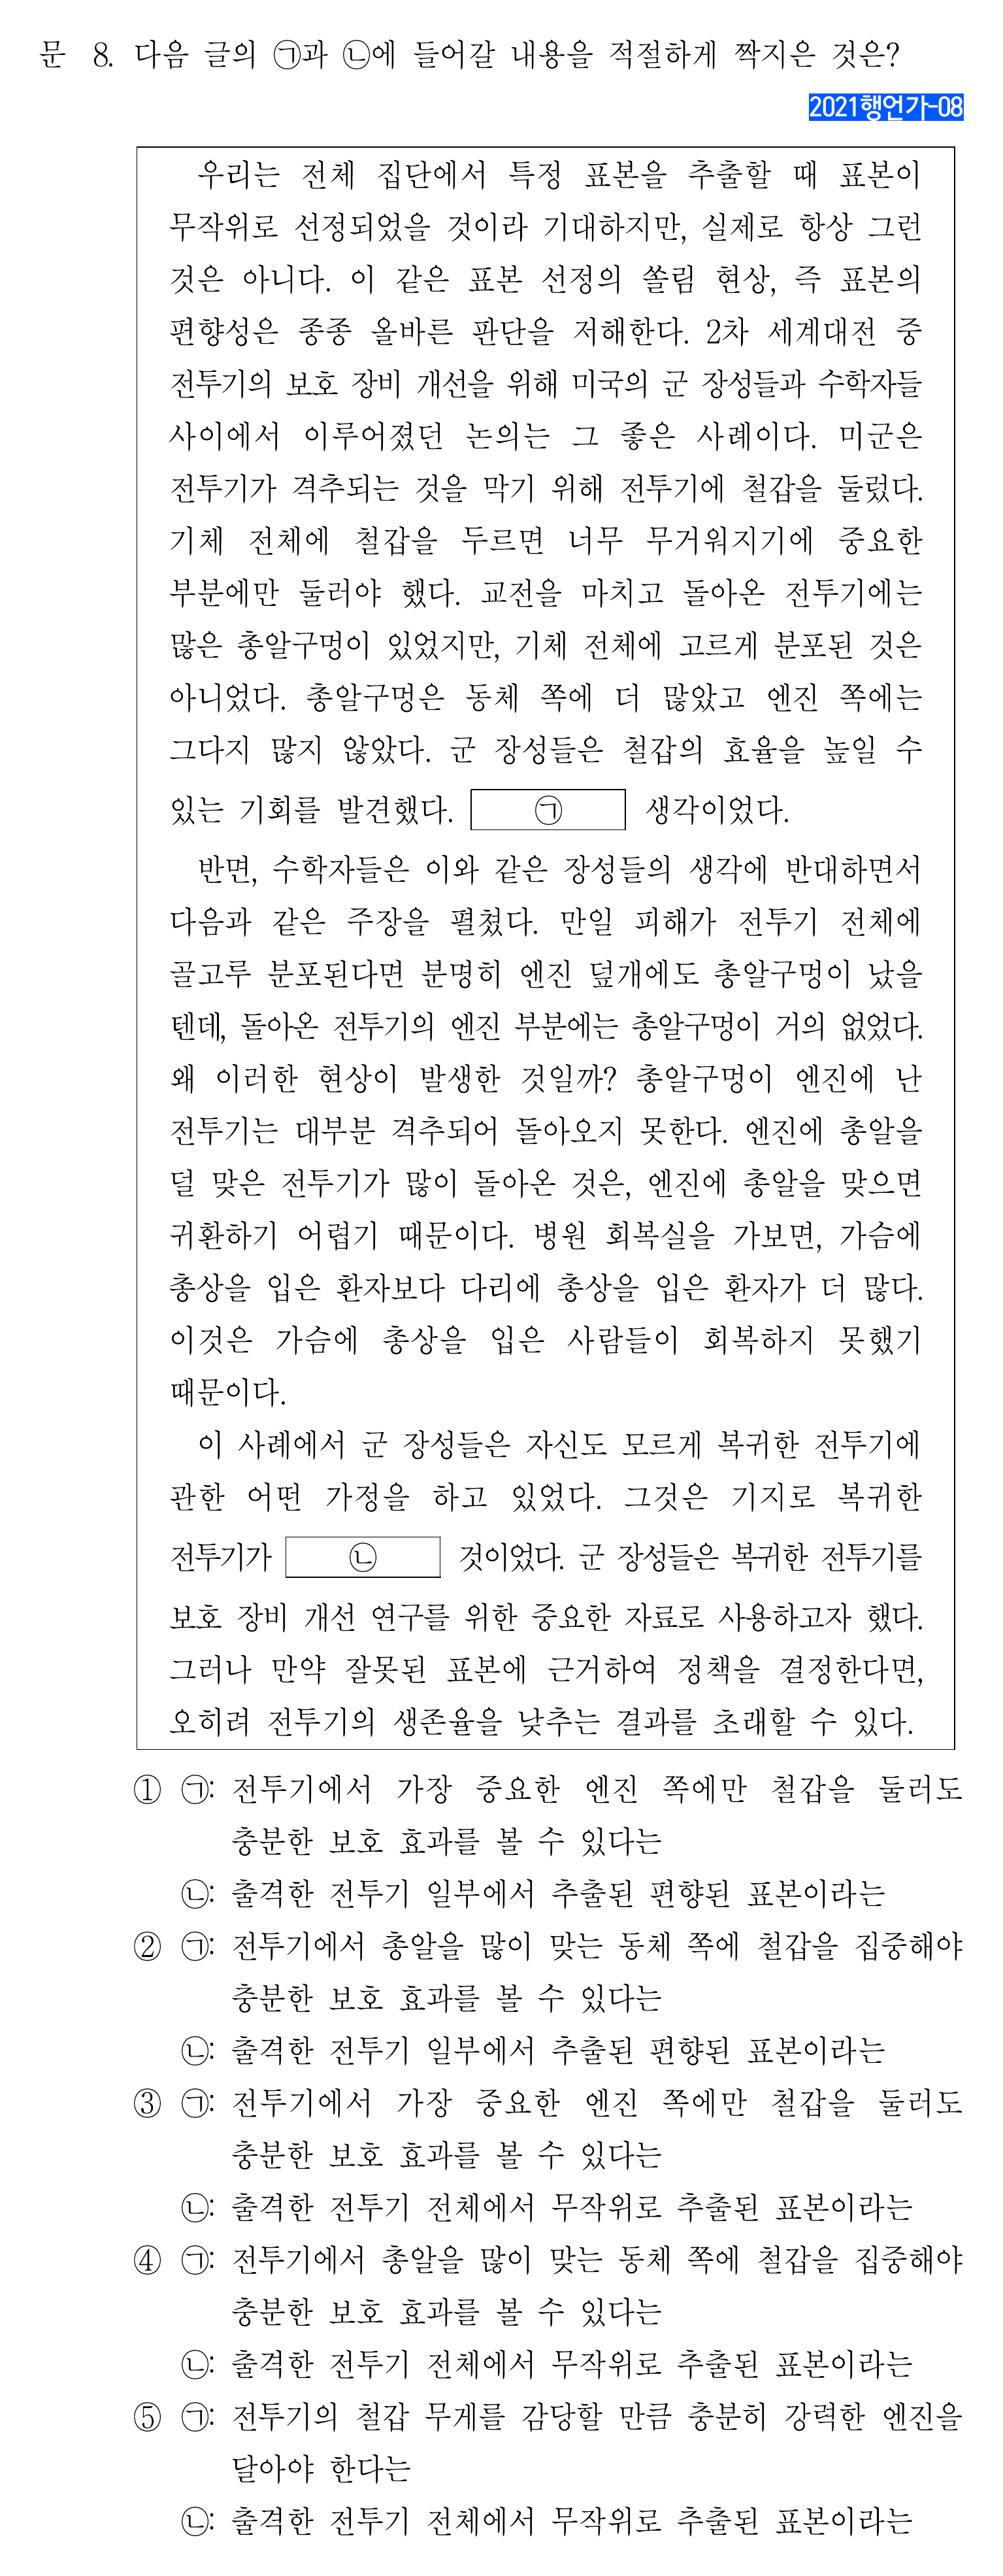 문 8. 다음 글의 ㉠과 ㉡에 들어갈 내용을 적절하게 짝지은 것은?
2021행언가-08
우리는 전체 집단에서 특정 표본을 추출할 때 표본이
무작위로 선정되었을 것이라 기대하지만, 실제로 항상 그런
것은 아니다. 이 같은 표본 선정의 쏠림 현상, 즉 표본의
편향성은 종종 올바른 판단을 저해한다. 2차 세계대전 중
전투기의 보호 장비 개선을 위해 미국의 군 장성들과 수학자들
사이에서 이루어졌던 논의는 그 좋은 사례이다. 미군은
전투기가 격추되는 것을 막기 위해 전투기에 철갑을 둘렀다.
기체 전체에 철갑을 두르면 너무 무거워지기에 중요한
부분에만 둘러야 했다. 교전을 마치고 돌아온 전투기에는
많은 총알구멍이 있었지만, 기체 전체에 고르게 분포된 것은
아니었다. 총알구멍은 동체 쪽에 더 많았고 엔진 쪽에는
그다지 많지 않았다. 군 장성들은 철갑의 효율을 높일 수
있는 기회를 발견했다. ㉠ 생각이었다.
반면, 수학자들은 이와 같은 장성들의 생각에 반대하면서
다음과 같은 주장을 펼쳤다. 만일 피해가 전투기 전체에
골고루 분포된다면 분명히 엔진 덮개에도 총알구멍이 났을
텐데, 돌아온 전투기의 엔진 부분에는 총알구멍이 거의 없었다.
왜 이러한 현상이 발생한 것일까? 총알구멍이 엔진에 난
전투기는 대부분 격추되어 돌아오지 못한다. 엔진에 총알을
덜 맞은 전투기가 많이 돌아온 것은, 엔진에 총알을 맞으면
귀환하기 어렵기 때문이다. 병원 회복실을 가보면, 가슴에
총상을 입은 환자보다 다리에 총상을 입은 환자가 더 많다.
이것은 가슴에 총상을 입은 사람들이 회복하지 못했기
때문이다.
이 사례에서 군 장성들은 자신도 모르게 복귀한 전투기에
관한 어떤 가정을 하고 있었다. 그것은 기지로 복귀한
전투기가 ㉡ 것이었다. 군 장성들은 복귀한 전투기를
보호 장비 개선 연구를 위한 중요한 자료로 사용하고자 했다.
그러나 만약 잘못된 표본에 근거하여 정책을 결정한다면,
오히려 전투기의 생존율을 낮추는 결과를 초래할 수 있다.
① ㉠: 전투기에서 가장 중요한 엔진 쪽에만 철갑을 둘러도
충분한 보호 효과를 볼 수 있다는
㉡: 출격한 전투기 일부에서 추출된 편향된 표본이라는
② ㉠: 전투기에서 총알을 많이 맞는 동체 쪽에 철갑을 집중해야
충분한 보호 효과를 볼 수 있다는
㉡: 출격한 전투기 일부에서 추출된 편향된 표본이라는
③ ㉠: 전투기에서 가장 중요한 엔진 쪽에만 철갑을 둘러도
충분한 보호 효과를 볼 수 있다는
㉡: 출격한 전투기 전체에서 무작위로 추출된 표본이라는
④ ㉠: 전투기에서 총알을 많이 맞는 동체 쪽에 철갑을 집중해야
충분한 보호 효과를 볼 수 있다는
㉡: 출격한 전투기 전체에서 무작위로 추출된 표본이라는
⑤ ㉠: 전투기의 철갑 무게를 감당할 만큼 충분히 강력한 엔진을
달아야 한다는
㉡: 출격한 전투기 전체에서 무작위로 추출된 표본이라는